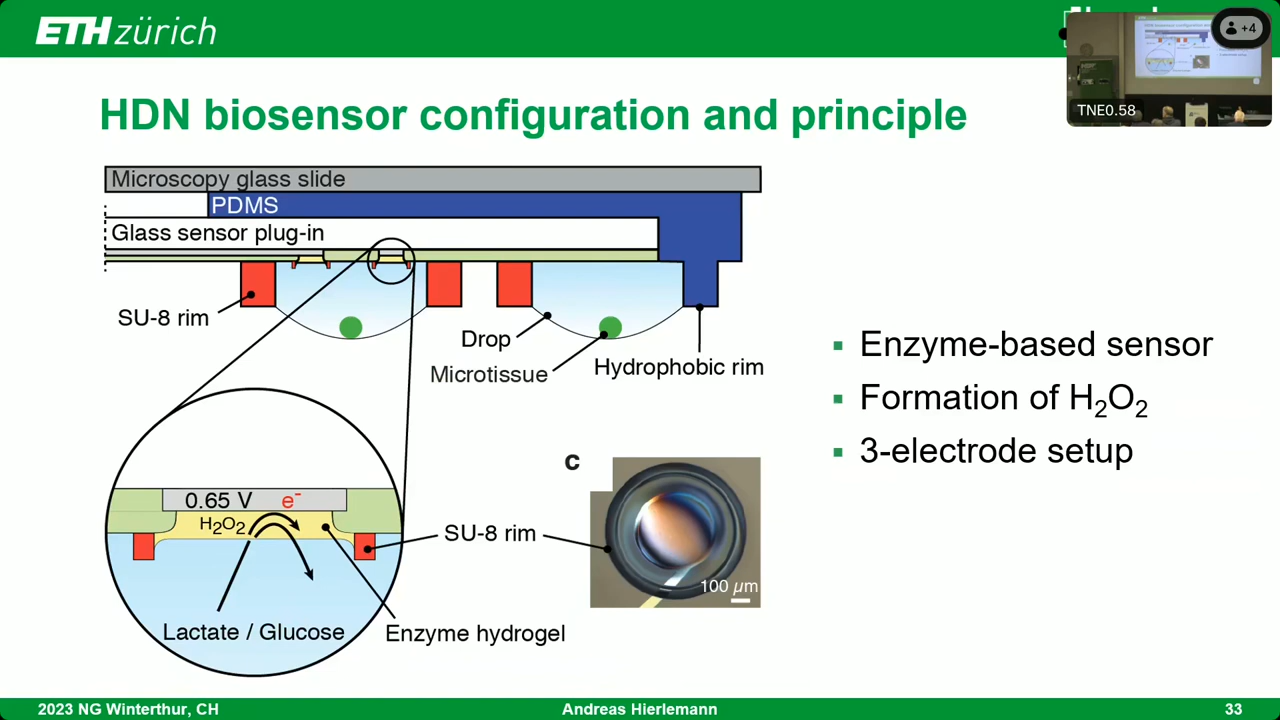 ETH zürich
+4
TNE0.58
HDN biosensor configuration and principle
Microscopy glass slide
PDMS
Glass sensor plug-in
SU-8 rim
Drop
Microtissue
Hydrophobic rim
Enzyme-based sensor
Formation of H₂O₂
3-electrode setup
c
0.65 V e⁻
H₂O₂
SU-8 rim
100 µm
Lactate / Glucose
Enzyme hydrogel
2023 NG Winterthur, CH
Andreas Hierlemann
33